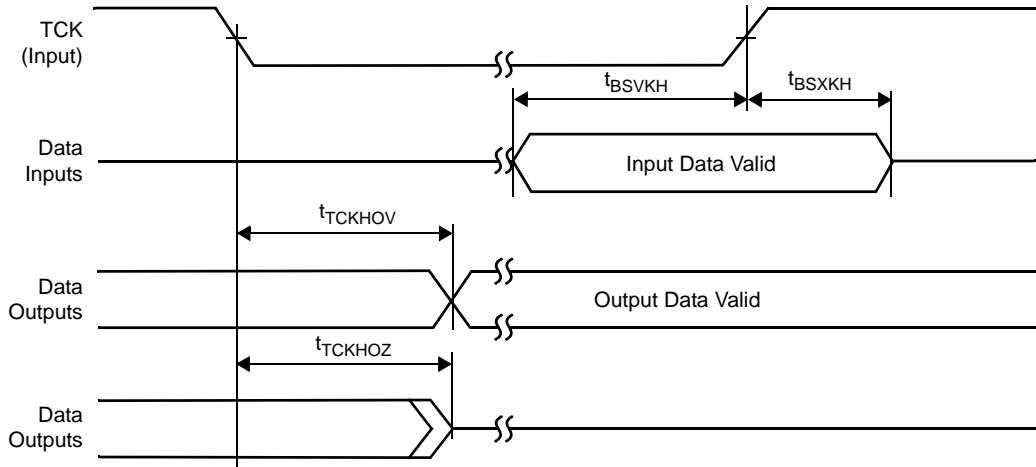 TCK
(Input)
tBSVKH
tBSXKH
Data
Inputs
Input Data Valid
tTCKHOV
Data
Outputs
Output Data Valid
tTCKHOZ
Data
Outputs